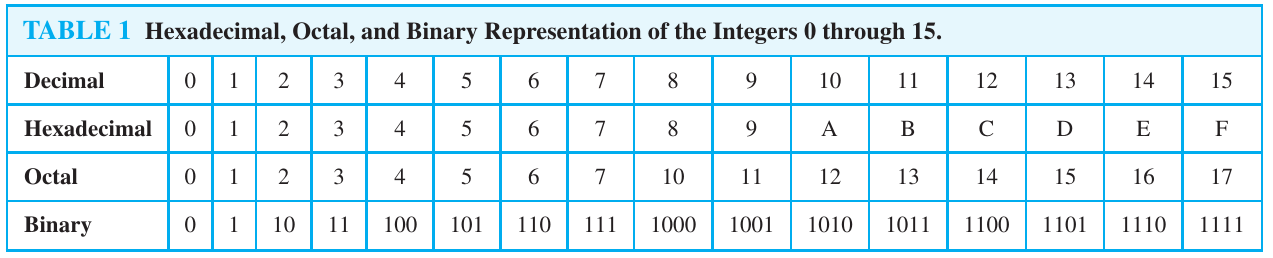 TABLE 1 Hexadecimal, Octal, and Binary Representation of the Integers 0 through 15.
Decimal 0 1 2 3 4 5 6 7 8 9 10 11 12 13 14 15
Hexadecimal 0 1 2 3 4 5 6 7 8 9 A B C D E F
Octal 0 1 2 3 4 5 6 7 10 11 12 13 14 15 16 17
Binary 0 1 10 11 100 101 110 111 1000 1001 1010 1011 1100 1101 1110 1111